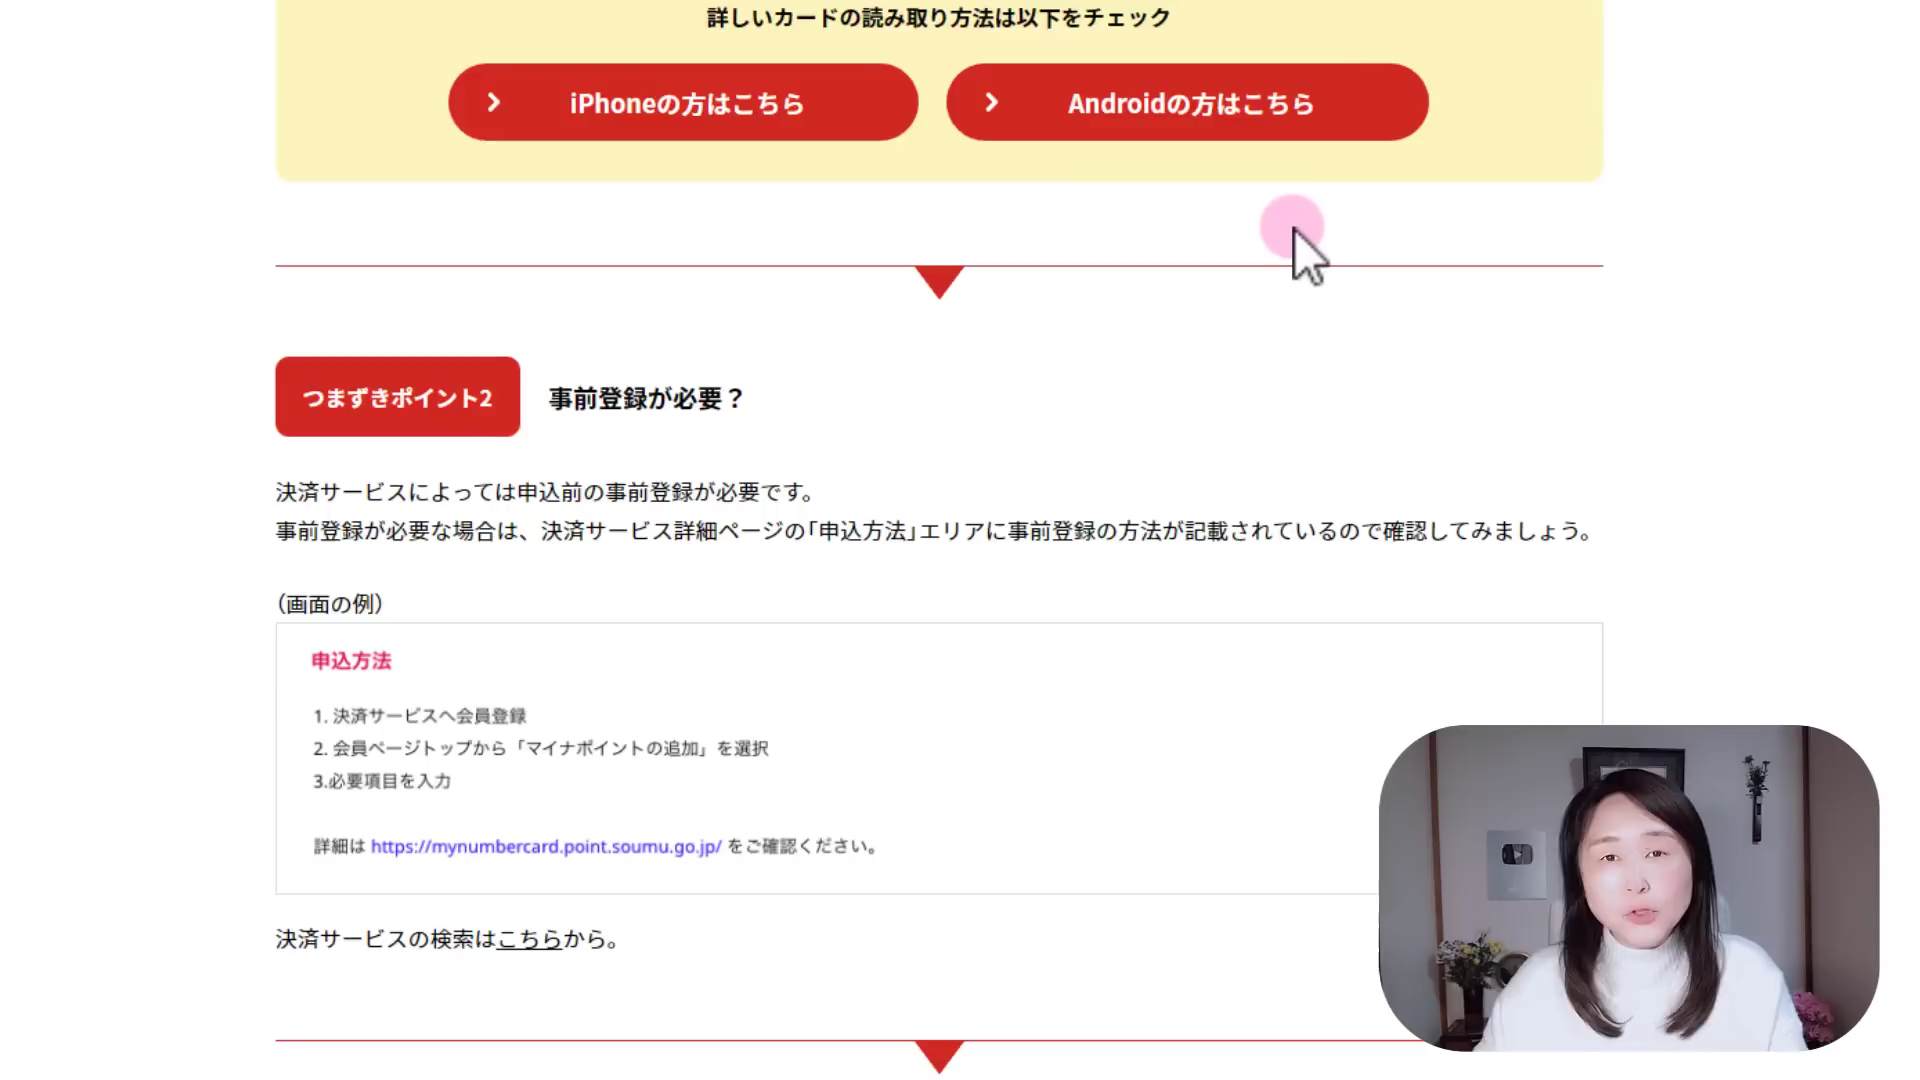 詳しいカードの読み取り方法は以下をチェック
iPhoneの方はこちら
Androidの方はこちら
つまずきポイント2
事前登録が必要？
決済サービスによっては申込前の事前登録が必要です。
事前登録が必要な場合は、決済サービス詳細ページの「申込方法」エリアに事前登録の方法が記載されているので確認してみましょう。
（画面の例）
申込方法
1. 決済サービスへ会員登録
2. 会員ページトップから「マイナポイントの追加」を選択
3.必要項目を入力
詳細は https://mynumbercard.point.soumu.go.jp/ をご確認ください。
決済サービスの検索はこちらから。